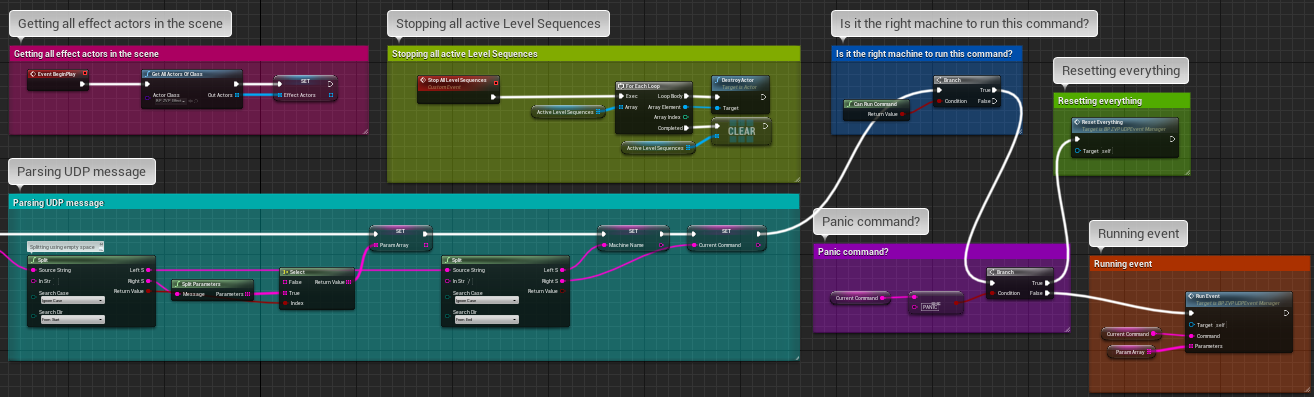 Getting all effect actors in the scene
Getting all effect actors in the scene
Event BeginPlay
Get All Actors Of Class
Actor Class
Out Actors
SET
Effect Actors
Stopping all active Level Sequences
Stopping all active Level Sequences
Stop All Level Sequences
Custom Event
Active Level Sequences
For Each Loop
Exec
Loop Body
Array
Array Element
Array Index
Completed
Active Level Sequences
DestroyActor
Target is Actor
Target
CLEAR
Is it the right machine to run this command?
Is it the right machine to run this command?
Can Run Command
Return Value
Branch
True
Condition
False
Resetting everything
Resetting everything
Reset Everything
Target is BP EVP UDPEvent Manager
Target self
Parsing UDP message
Parsing UDP message
Splitting using empty space
Split
Source String
Left S
In Str
Right S
Search Case
Return Value
Ignore Case
Search Dir
From Start
Split Parameters
Message
Parameters
Select
False
Return Value
True
Index
SET
Param Array
Split
Source String
Left S
In Str /
Right S
Search Case
Return Value
Ignore Case
Search Dir
From End
SET
Machine Name
SET
Current Command
Panic command?
Panic command?
Current Command
PANIC
Branch
True
Condition
False
Running event
Running event
Current Command
Param Array
Run Event
Target is BP EVP UDPEvent Manager
Target self
Command
Parameters